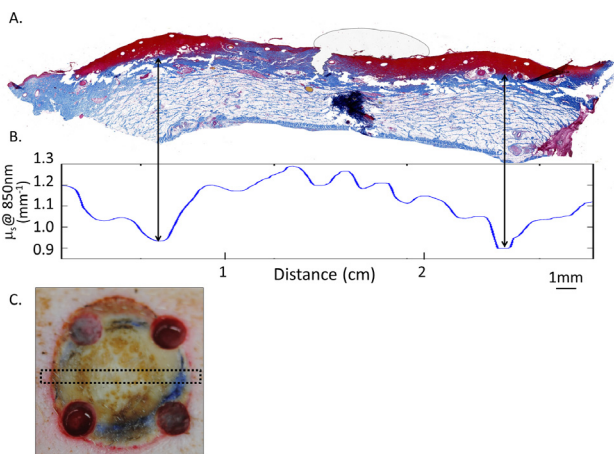 A.
B.
1.3
1.2
1.1
1.0
0.9
μs @ 850nm
(mm-1)
1
Distance (cm)
2
1mm
C.